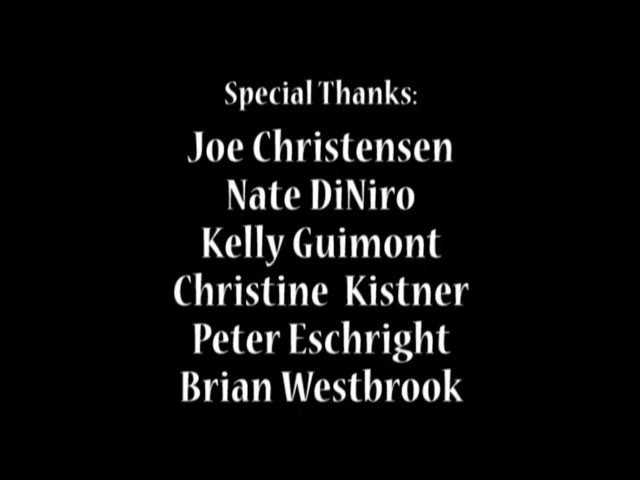 Special Thanks:
Joe Christensen
Nate DiNiro
Kelly Guimont
Christine Kistner
Peter Eschright
Brian Westbrook